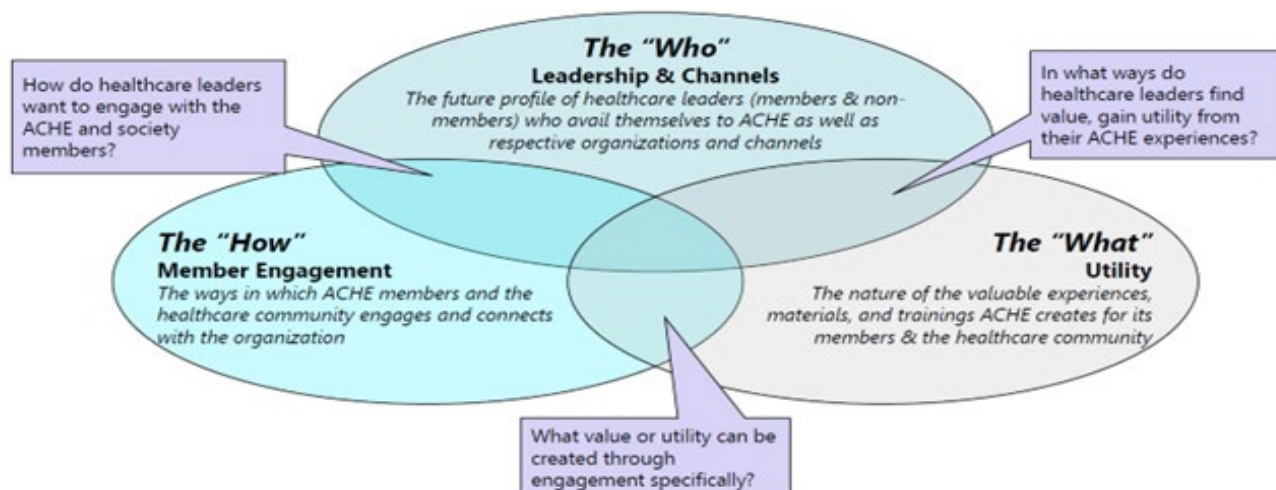 The “Who”
Leadership & Channels
The future profile of healthcare leaders (members & non-
members) who avail themselves to ACHE as well as
respective organizations and channels
How do healthcare leaders
want to engage with the
ACHE and society
members?
In what ways do
healthcare leaders find
value, gain utility from
their ACHE experiences?
The “How”
Member Engagement
The ways in which ACHE members and the
healthcare community engages and connects
with the organization
The “What”
Utility
The nature of the valuable experiences,
materials, and trainings ACHE creates for its
members & the healthcare community
What value or utility can be
created through
engagement specifically?